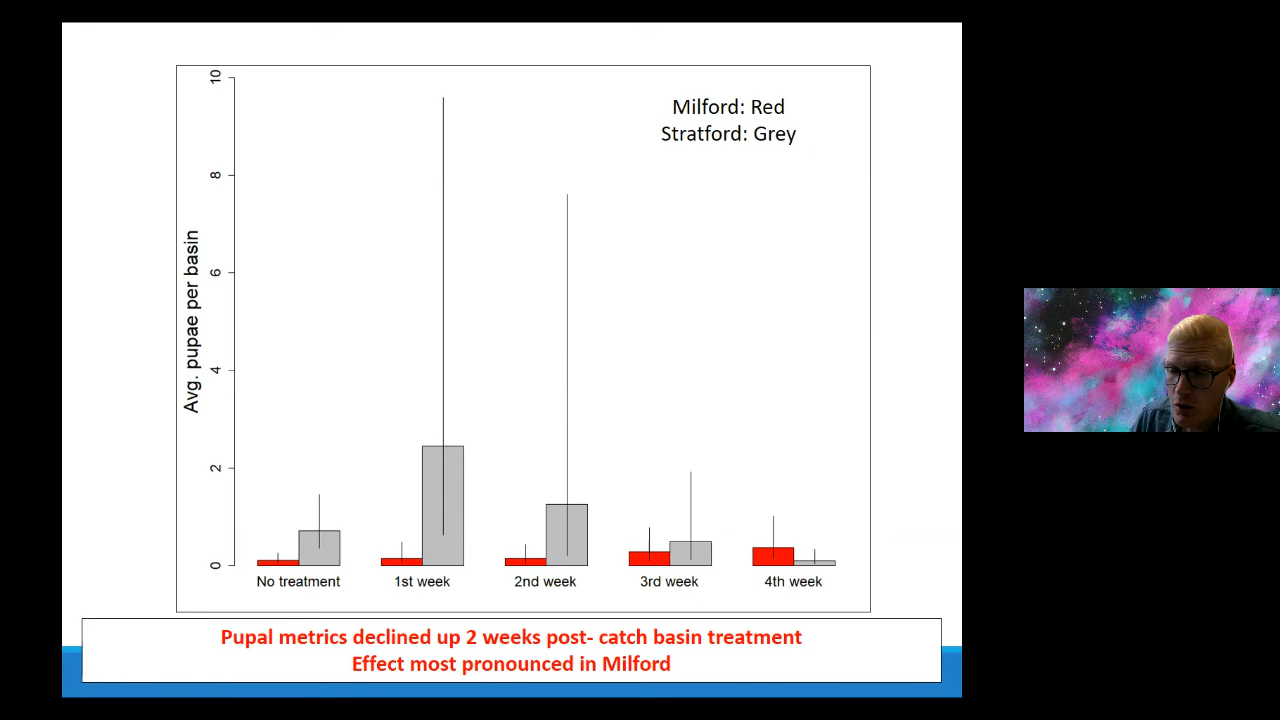 10
8
6
4
2
0
Avg. pupae per basin
Milford: Red
Stratford: Grey
No treatment
1st week
2nd week
3rd week
4th week
Pupal metrics declined up 2 weeks post- catch basin treatment
Effect most pronounced in Milford